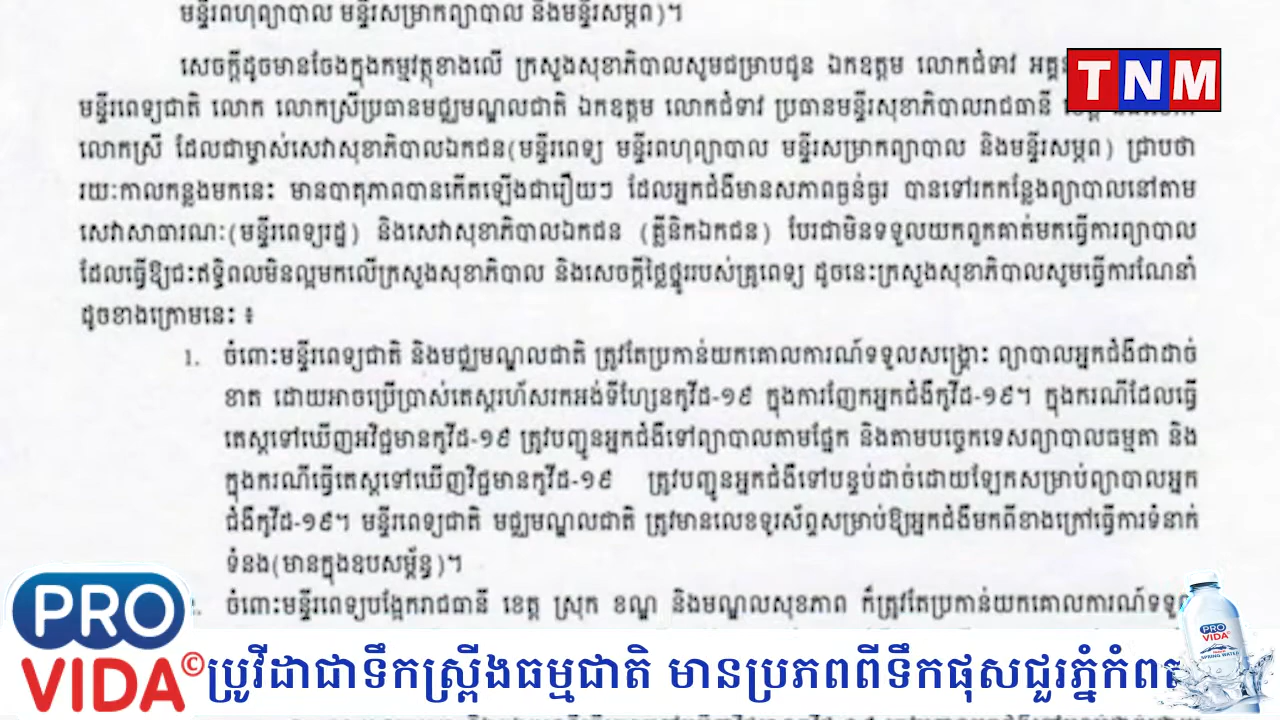 មន្ទីរពហុព្យាបាល មន្ទីរសម្រាកព្យាបាល និងមន្ទីរសម្ភព)។
សេចក្តីដូចមានចែងក្នុងកម្មវត្ថុខាងលើ ក្រសួងសុខាភិបាលសូមជម្រាបជូន ឯកឧត្តម លោកជំទាវ
TNM
មន្ទីរពេទ្យជាតិ លោក លោកស្រីប្រធានមជ្ឈមណ្ឌលជាតិ ឯកឧត្តម លោកជំទាវ ប្រធានមន្ទីរសុខាភិបាលរាជធានី
លោកស្រី ដែលជាម្ចាស់សេវាសុខាភិបាលឯកជន(មន្ទីរពេទ្យ មន្ទីរពហុព្យាបាល មន្ទីរសម្រាកព្យាបាល និងមន្ទីរសម្ភព) ជ្រាបថា
រយៈកាលកន្លងមកនេះ មានបាតុភាពបានកើតឡើងជារឿយៗ ដែលអ្នកជំងឺមានសភាពធ្ងន់ធ្ងរ បានទៅរកកន្លែងព្យាបាលនៅតាម
សេវាសាធារណៈ(មន្ទីរពេទ្យរដ្ឋ) និងសេវាសុខាភិបាលឯកជន (គ្លីនិកឯកជន) បែរជាមិនទទួលយកពួកគាត់មកធ្វើការព្យាបាល
ដែលធ្វើឱ្យជះឥទ្ធិពលមិនល្អមកលើក្រសួងសុខាភិបាល និងសេចក្តីថ្លៃថ្នូររបស់គ្រូពេទ្យ ដូចនេះក្រសួងសុខាភិបាលសូមធ្វើការណែនាំ
ដូចខាងក្រោមនេះ ៖
1. ចំពោះមន្ទីរពេទ្យជាតិ និងមជ្ឈមណ្ឌលជាតិ ត្រូវតែប្រកាន់យកគោលការណ៍ទទួលសង្គ្រោះ ព្យាបាលអ្នកជំងឺជាដាច់
ខាត ដោយអាចប្រើប្រាស់តេស្តរហ័សរកអង់ទីហ្សែនកូវីដ-១៩ ក្នុងការញែកអ្នកជំងឺកូវីដ-១៩។ ក្នុងករណីដែលធ្វើ
តេស្តទៅឃើញអវិជ្ជមានកូវីដ-១៩ ត្រូវបញ្ជូនអ្នកជំងឺទៅព្យាបាលតាមផ្នែក និងតាមបច្ចេកទេសព្យាបាលធម្មតា និង
ក្នុងករណីធ្វើតេស្តទៅឃើញវិជ្ជមានកូវីដ-១៩ ត្រូវបញ្ជូនអ្នកជំងឺទៅបន្ទប់ដាច់ដោយឡែកសម្រាប់ព្យាបាលអ្នក
ជំងឺកូវីដ-១៩។ មន្ទីរពេទ្យជាតិ មជ្ឈមណ្ឌលជាតិ ត្រូវមានលេខទូរស័ព្ទសម្រាប់ឱ្យអ្នកជំងឺមកពីខាងក្រៅធ្វើការទំនាក់
ទំនង(មានក្នុងឧបសម្ព័ន្ធ)។
ចំពោះមន្ទីរពេទ្យបង្អែករាជធានី ខេត្ត ស្រុក ខណ្ឌ និងមណ្ឌលសុខភាព ក៏ត្រូវតែប្រកាន់យកគោលការណ៍
PRO
VIDA©
ប្រូវីដាជាទឹកស្ព្រីងធម្មជាតិ មានប្រភពពីទឹកផុសជួរភ្នំកំពត
PRO
VIDA
SPRING WATER